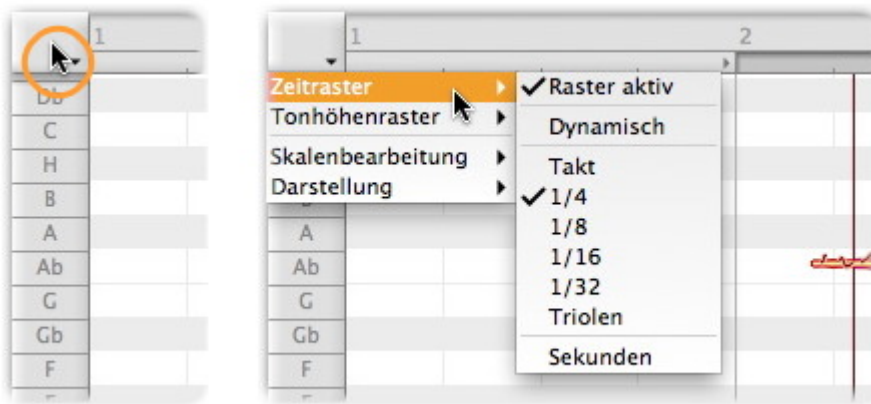 1
Db
C
H
B
A
Ab
G
Gb
F
1
2
Zeitraster
Tonhöhenraster
Skalenbearbeitung
Darstellung
Raster aktiv
Dynamisch
Takt
1/4
1/8
1/16
1/32
Triolen
Sekunden
A
Ab
G
Gb
F